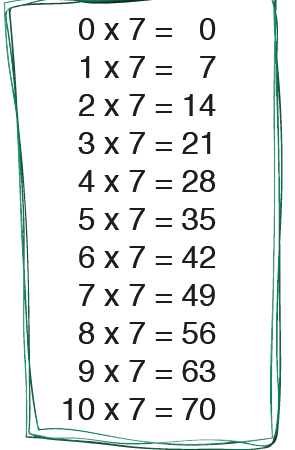 0 x 7 = 0
1 x 7 = 7
2 x 7 = 14
3 x 7 = 21
4 x 7 = 28
5 x 7 = 35
6 x 7 = 42
7 x 7 = 49
8 x 7 = 56
9 x 7 = 63
10 x 7 = 70